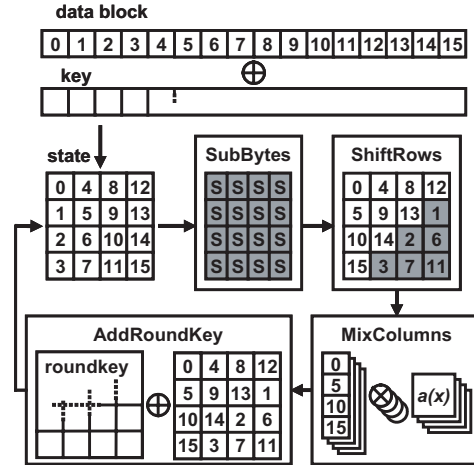 data block
0 1 2 3 4 5 6 7 8 9 10 11 12 13 14 15
key
state
0 4 8 12
1 5 9 13
2 6 10 14
3 7 11 15
SubBytes
S S S S
S S S S
S S S S
S S S S
ShiftRows
0 4 8 12
5 9 13 1
10 14 2 6
15 3 7 11
AddRoundKey
roundkey
0 4 8 12
5 9 13 1
10 14 2 6
15 3 7 11
MixColumns
0
5
10
15
a(x)